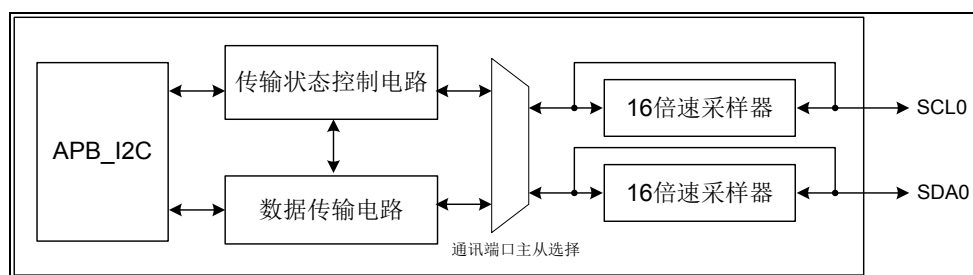 传输状态控制电路
APB_I2C
数据传输电路
16倍速采样器
SCL0
16倍速采样器
SDA0
通讯端口主从选择